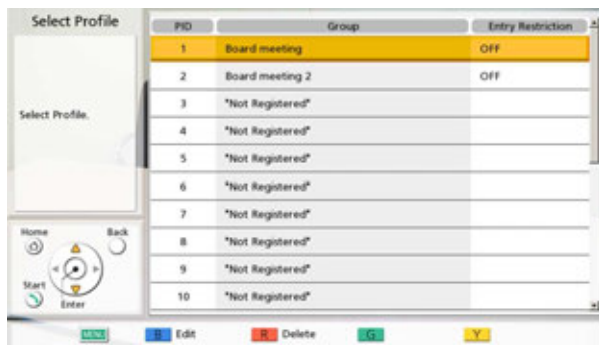 Select Profile
Select Profile.
PID Group Entry Restriction
1 Board meeting OFF
2 Board meeting 2 OFF
3 "Not Registered"
4 "Not Registered"
5 "Not Registered"
6 "Not Registered"
7 "Not Registered"
8 "Not Registered"
9 "Not Registered"
10 "Not Registered"
Home Back
Start
Enter
MENU B Edit R Delete G Y